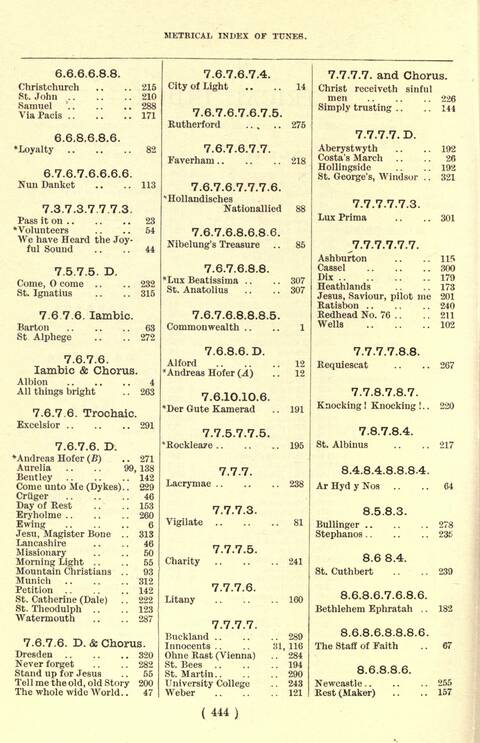 METRICAL INDEX OF TUNES.
6.6.6.6.8.8.
Christchurch .. .. 215
St. John .. .. .. 210
Samuel .. .. .. 288
Via Pacis .. .. .. 171
6.6.8.6.8.6.
*Loyalty .. .. .. 82
6.7.6.7.6.6.6.6.
Nun Danket .. .. 113
7.3.7.3.7.7.7.3.
Pass it on .. .. .. 23
*Volunteers .. .. 54
We have Heard the Joy-
ful Sound .. .. 44
7.5.7.5. D.
Come, O come .. .. 232
St. Ignatius .. .. 315
7.6.7.6. Iambic.
Barton .. .. .. 63
St Alphege .. .. 272
7.6.7.6.
Iambic & Chorus.
Albion .. .. .. 4
All things bright .. 263
7.6.7.6. Trochaic.
Excelsior .. .. .. 291
7.6.7.6. D.
*Andreas Hofer (B) .. 271
Aurelia .. .. 99, 138
Bentley .. .. .. 142
Come unto Me (Dykes).. 229
Crüger .. .. .. 46
Day of Rest .. .. 153
Eryholme .. .. .. 260
Ewing .. .. .. 6
Jesu, Magister Bone .. 313
Lancashire .. .. 46
Missionary .. .. 50
Morning Light .. .. 55
Mountain Christians .. 93
Munich .. .. .. 312
Petition .. .. .. 142
St. Catherine (Dale) .. 222
St. Theodulph .. .. 123
Watermouth .. .. 287
7.6.7.6. D. & Chorus.
Dresden .. .. .. 320
Never forget .. .. 282
Stand up for Jesus .. 55
Tell me the old, old Story 200
The whole wide World.. 47
7.6.7.6.7.4.
City of Light .. .. 14
7.6.7.6.7.6.7.5.
Rutherford .. .. 275
7.6.7.6.7.7.
Faverham .. .. .. 218
7.6.7.6.7.7.7.6.
*Hollandisches
Nationallied 88
7.6.7.6.8.6.8.6.
Nibelung's Treasure .. 85
7.6.7.6.8.8.
*Lux Beatissima .. .. 307
St. Anatolius .. .. 307
7.6.7.6.8.8.8.5.
Commonwealth .. .. 1
7.6.8.6. D.
Alford .. .. .. 12
*Andreas Hofer (A) .. 12
7.6.10.10.6.
*Der Gute Kamerad .. 191
7.7.5.7.7.5.
*Rockleaze .. .. .. 195
7.7.7.
Lacrymae .. .. .. 238
7.7.7.3.
Vigilate .. .. .. 81
7.7.7.5.
Charity .. .. .. 241
7.7.7.6.
Litany .. .. .. 160
7.7.7.7.
Buckland .. .. .. 289
Innocents .. .. 31, 116
Ohne Rast (Vienna) .. 284
St. Bees .. .. .. 194
St. Martin.. .. .. 290
University College .. 243
Weber .. .. .. 121
7.7.7.7. and Chorus.
Christ receiveth sinful
men .. .. .. 226
Simply trusting .. .. 144
7.7.7.7. D.
Aberystwyth .. .. 192
Costa's March .. .. 26
Hollingside .. .. 192
St. George's, Windsor .. 321
7.7.7.7.7.3.
Lux Prima .. .. 301
7.7.7.7.7.7.
Ashburton .. .. 115
Cassel .. .. .. 300
Dix .. .. .. .. 179
Heathlands .. .. 173
Jesus, Saviour, pilot me 201
Ratisbon .. .. .. 240
Redhead No. 76 .. .. 211
Wells .. .. .. 102
7.7.7.7.8.8.
Requiescat .. .. 267
7.7.8.7.8.7.
Knocking! Knocking!.. 220
7.8.7.8.4.
St. Albinus .. .. 217
8.4.8.4.8.8.8.4.
Ar Hyd y Nos .. .. 64
8.5.8.3.
Bullinger .. .. .. 278
Stephanos .. .. .. 235
8.6 8.4.
St. Cuthbert .. .. 239
8.6.8.6.7.6.8.6.
Bethlehem Ephratah .. 182
8.6.8.6.8.8.8.6.
The Staff of Faith .. 67
8.6.8.8.6.
Newcastle .. .. .. 255
Rest (Maker) .. .. 157
( 444 )